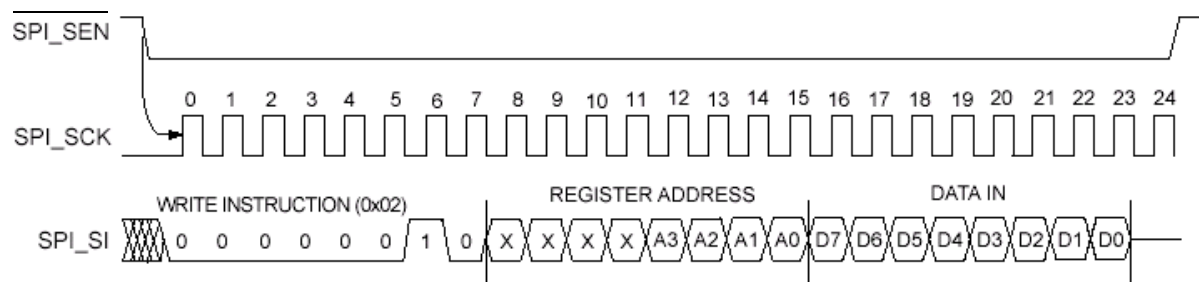 SPI_SEN
0 1 2 3 4 5 6 7 8 9 10 11 12 13 14 15 16 17 18 19 20 21 22 23 24
SPI_SCK
WRITE INSTRUCTION (0x02) REGISTER ADDRESS DATA IN
SPI_SI 0 0 0 0 0 0 1 0 X X X X A3 A2 A1 A0 D7 D6 D5 D4 D3 D2 D1 D0